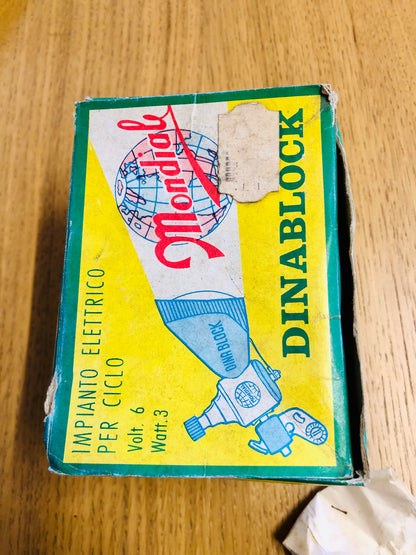 Mondial
DINABLOCK
IMPIANTO ELETTRICO
PER CICLO
Volt. 6
Watt. 3
DINA BLOCK